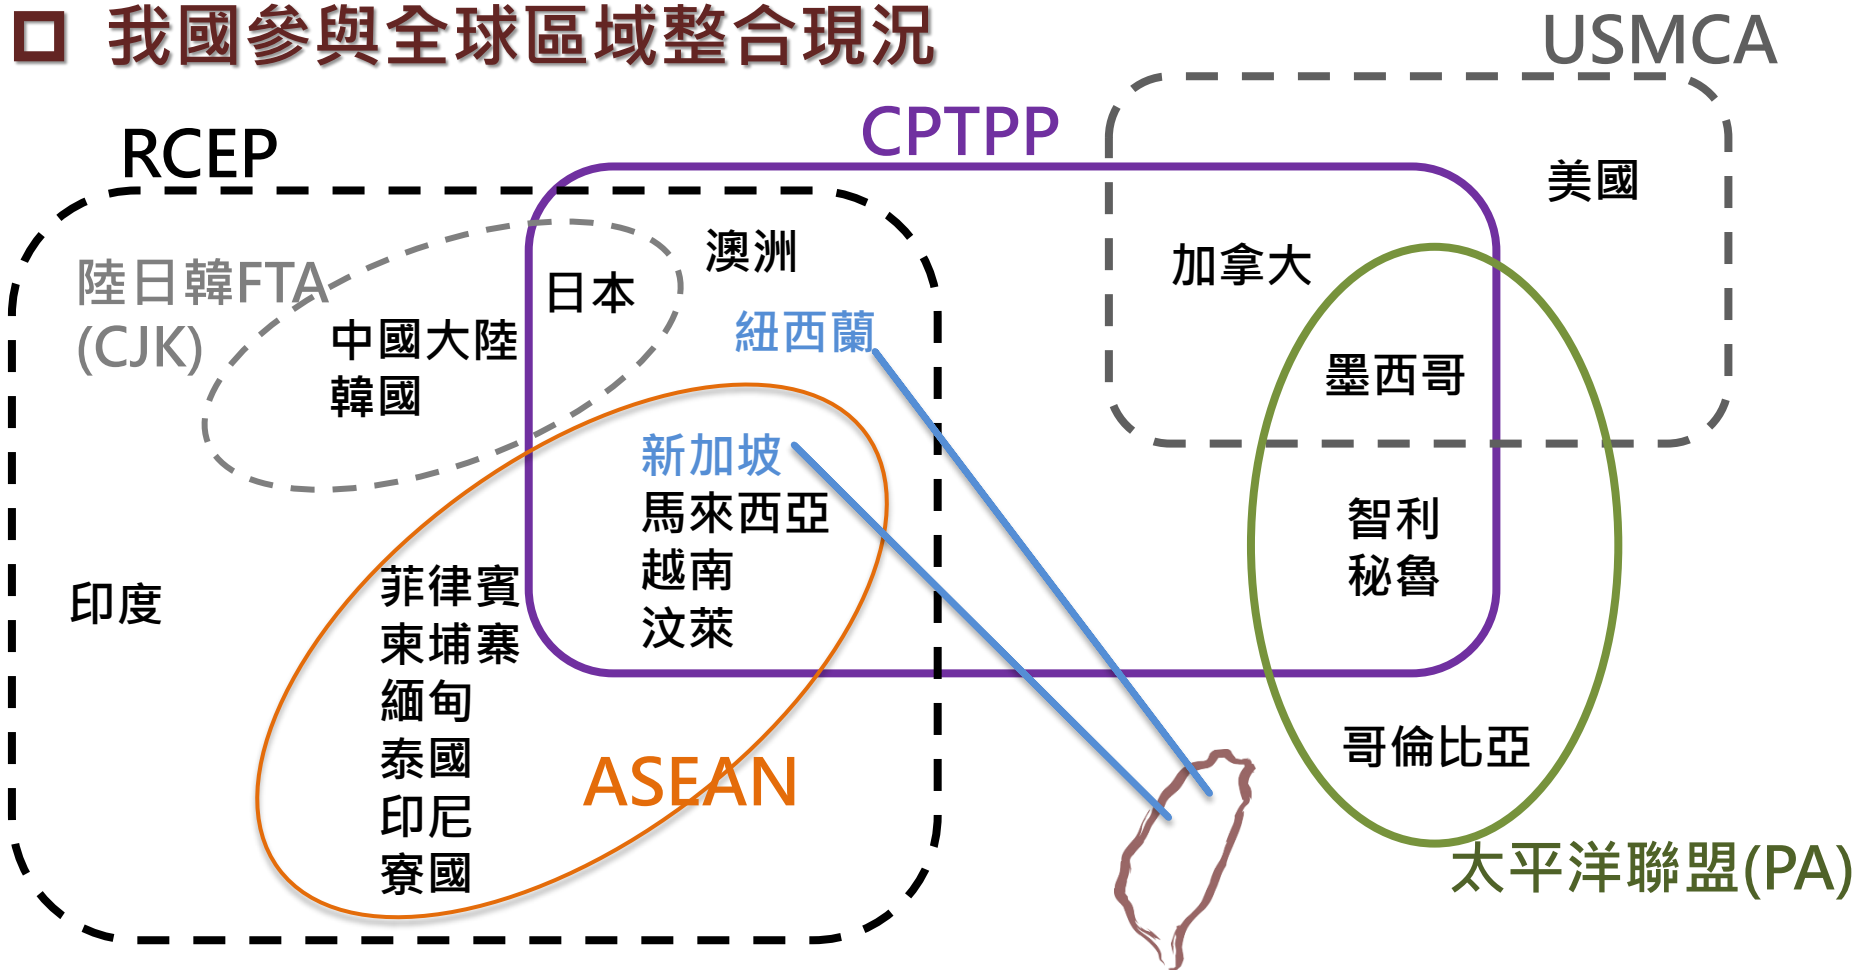 我國參與全球區域整合現況
USMCA
CPTPP
RCEP
美國
澳洲
加拿大
陸日韓FTA
(CJK)
日本
紐西蘭
中國大陸
韓國
墨西哥
新加坡
馬來西亞
越南
汶萊
智利
秘魯
印度
菲律賓
柬埔寨
緬甸
泰國
印尼
寮國
ASEAN
哥倫比亞
太平洋聯盟(PA)